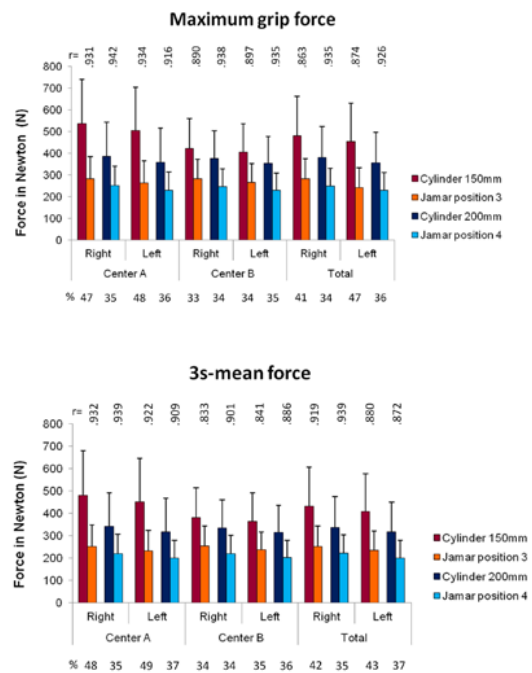 Maximum grip force
r= .931 .942 .934 .916 .890 .938 .897 .935 .863 .935 .874 .926
800
700
600
500
400
300
200
100
0
Force in Newton (N)
Cylinder 150mm
Jamar position 3
Cylinder 200mm
Jamar position 4
Right Left Right Left Right Left
Center A Center B Total
% 47 35 48 36 33 34 34 35 41 34 47 36
3s-mean force
r= .932 .939 .922 .909 .833 .901 .841 .886 .919 .939 .880 .872
800
700
600
500
400
300
200
100
0
Force in Newton (N)
Cylinder 150mm
Jamar position 3
Cylinder 200mm
Jamar position 4
Right Left Right Left Right Left
Center A Center B Total
% 48 35 49 37 34 34 35 36 42 35 43 37